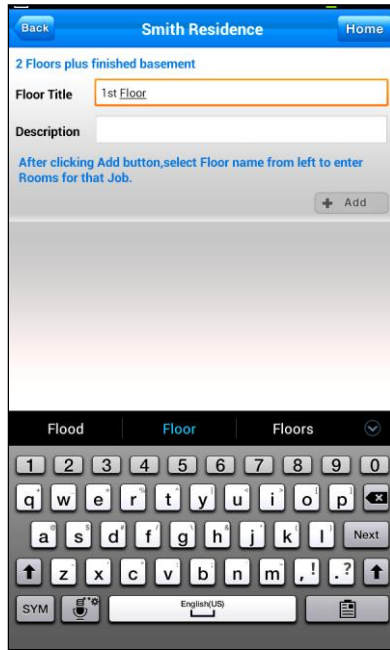 Back Smith Residence Home
2 Floors plus finished basement
Floor Title 1st Floor
Description
After clicking Add button,select Floor name from left to enter
Rooms for that Job.
+ Add
Flood Floor Floors
1 2 3 4 5 6 7 8 9 0
q w e r t y u i o p
a s d f g h j k l Next
z x c v b n m , ! . ?
SYM English(US)